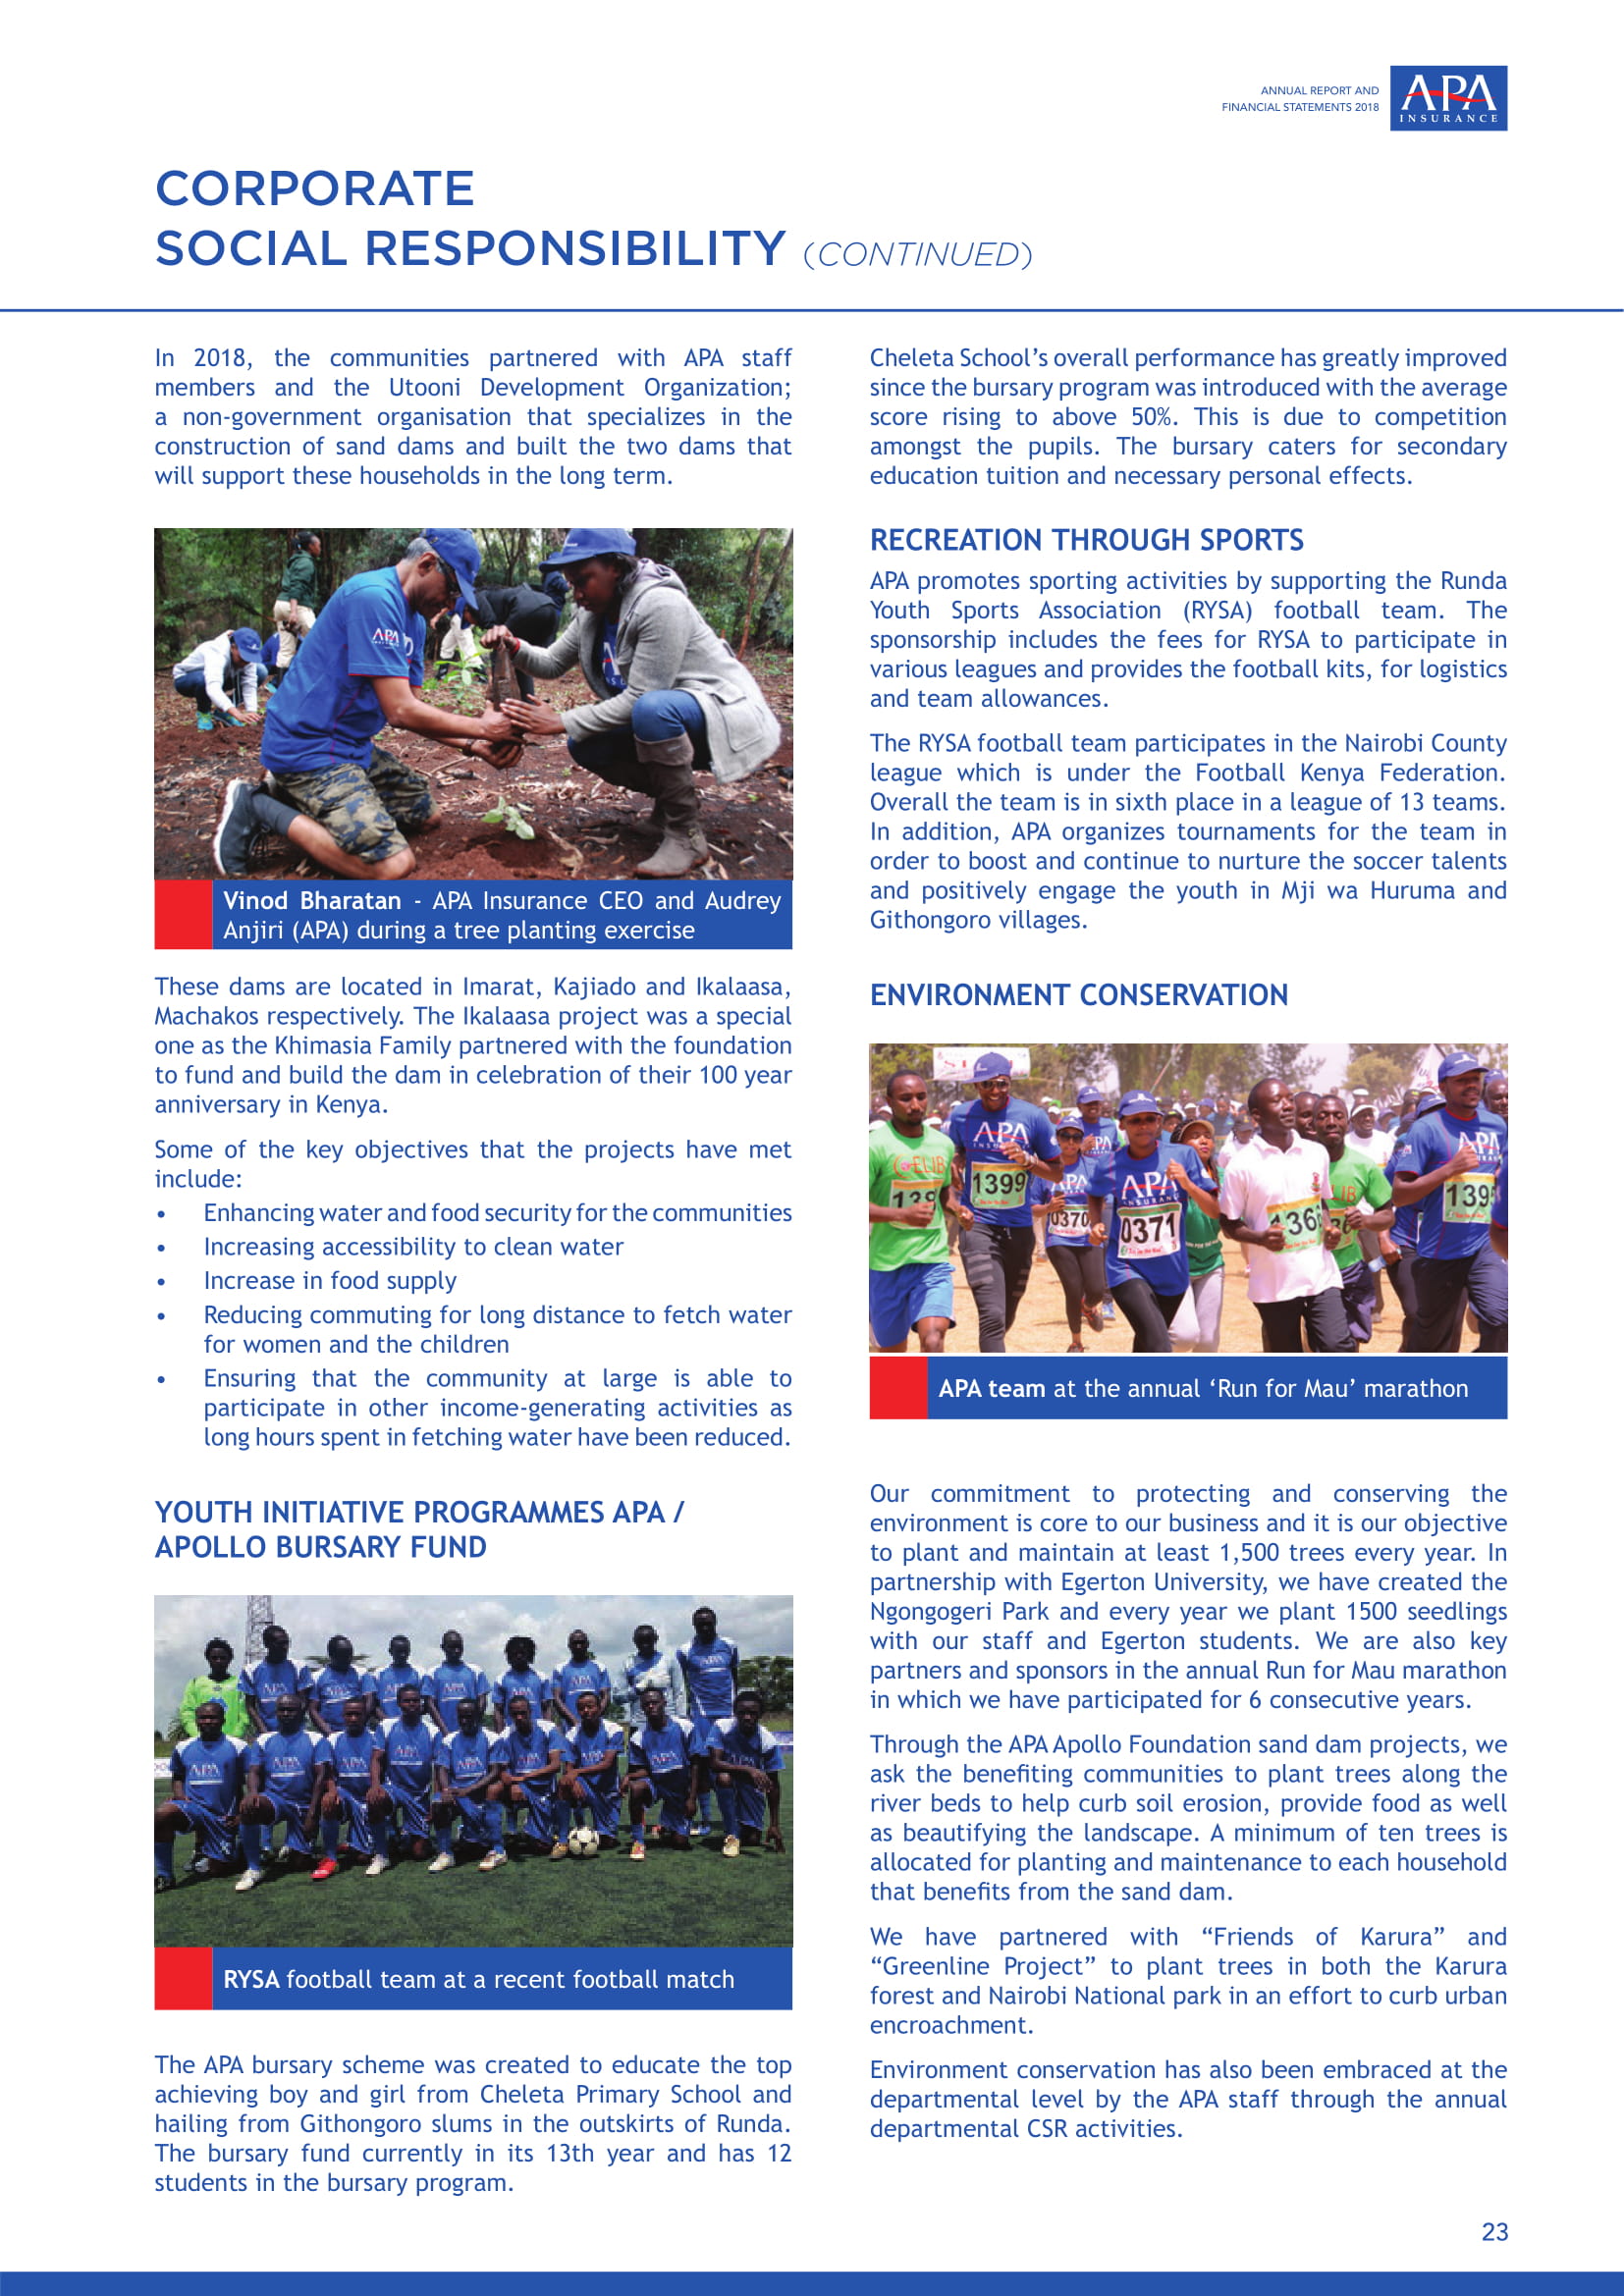 ANNUAL REPORT AND
FINANCIAL STATEMENTS 2018
APA
INSURANCE
CORPORATE
SOCIAL RESPONSIBILITY (CONTINUED)
In 2018, the communities partnered with APA staff
members and the Utooni Development Organization;
a non-government organisation that specializes in the
construction of sand dams and built the two dams that
will support these households in the long term.
APA
Vinod Bharatan - APA Insurance CEO and Audrey
Anjiri (APA) during a tree planting exercise
These dams are located in Imarat, Kajiado and Ikalaasa,
Machakos respectively. The Ikalaasa project was a special
one as the Khimasia Family partnered with the foundation
to fund and build the dam in celebration of their 100 year
anniversary in Kenya.
Some of the key objectives that the projects have met
include:
• Enhancing water and food security for the communities
• Increasing accessibility to clean water
• Increase in food supply
• Reducing commuting for long distance to fetch water
for women and the children
• Ensuring that the community at large is able to
participate in other income-generating activities as
long hours spent in fetching water have been reduced.
YOUTH INITIATIVE PROGRAMMES APA /
APOLLO BURSARY FUND
RYSA football team at a recent football match
The APA bursary scheme was created to educate the top
achieving boy and girl from Cheleta Primary School and
hailing from Githongoro slums in the outskirts of Runda.
The bursary fund currently in its 13th year and has 12
students in the bursary program.
Cheleta School’s overall performance has greatly improved
since the bursary program was introduced with the average
score rising to above 50%. This is due to competition
amongst the pupils. The bursary caters for secondary
education tuition and necessary personal effects.
RECREATION THROUGH SPORTS
APA promotes sporting activities by supporting the Runda
Youth Sports Association (RYSA) football team. The
sponsorship includes the fees for RYSA to participate in
various leagues and provides the football kits, for logistics
and team allowances.
The RYSA football team participates in the Nairobi County
league which is under the Football Kenya Federation.
Overall the team is in sixth place in a league of 13 teams.
In addition, APA organizes tournaments for the team in
order to boost and continue to nurture the soccer talents
and positively engage the youth in Mji wa Huruma and
Githongoro villages.
ENVIRONMENT CONSERVATION
APA
1399
APA
0370
APA
0371
APA
APA team at the annual ‘Run for Mau’ marathon
Our commitment to protecting and conserving the
environment is core to our business and it is our objective
to plant and maintain at least 1,500 trees every year. In
partnership with Egerton University, we have created the
Ngongogeri Park and every year we plant 1500 seedlings
with our staff and Egerton students. We are also key
partners and sponsors in the annual Run for Mau marathon
in which we have participated for 6 consecutive years.
Through the APA Apollo Foundation sand dam projects, we
ask the benefiting communities to plant trees along the
river beds to help curb soil erosion, provide food as well
as beautifying the landscape. A minimum of ten trees is
allocated for planting and maintenance to each household
that benefits from the sand dam.
We have partnered with “Friends of Karura” and
“Greenline Project” to plant trees in both the Karura
forest and Nairobi National park in an effort to curb urban
encroachment.
Environment conservation has also been embraced at the
departmental level by the APA staff through the annual
departmental CSR activities.
23